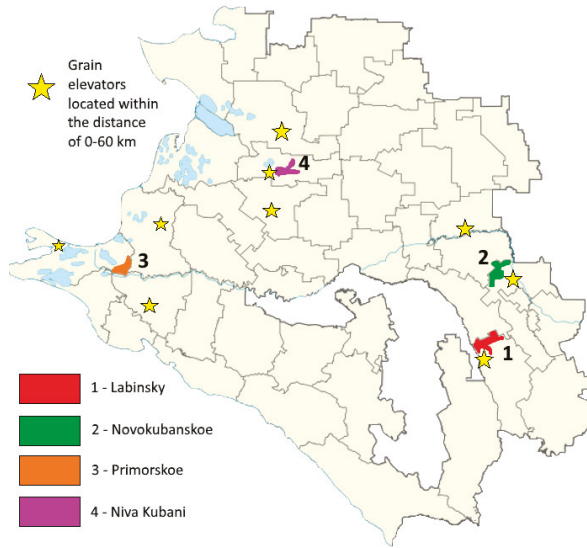 Grain
elevators
located within
the distance
of 0-60 km
4
3
2
1
1 - Labinsky
2 - Novokubanskoe
3 - Primorskoe
4 - Niva Kubani